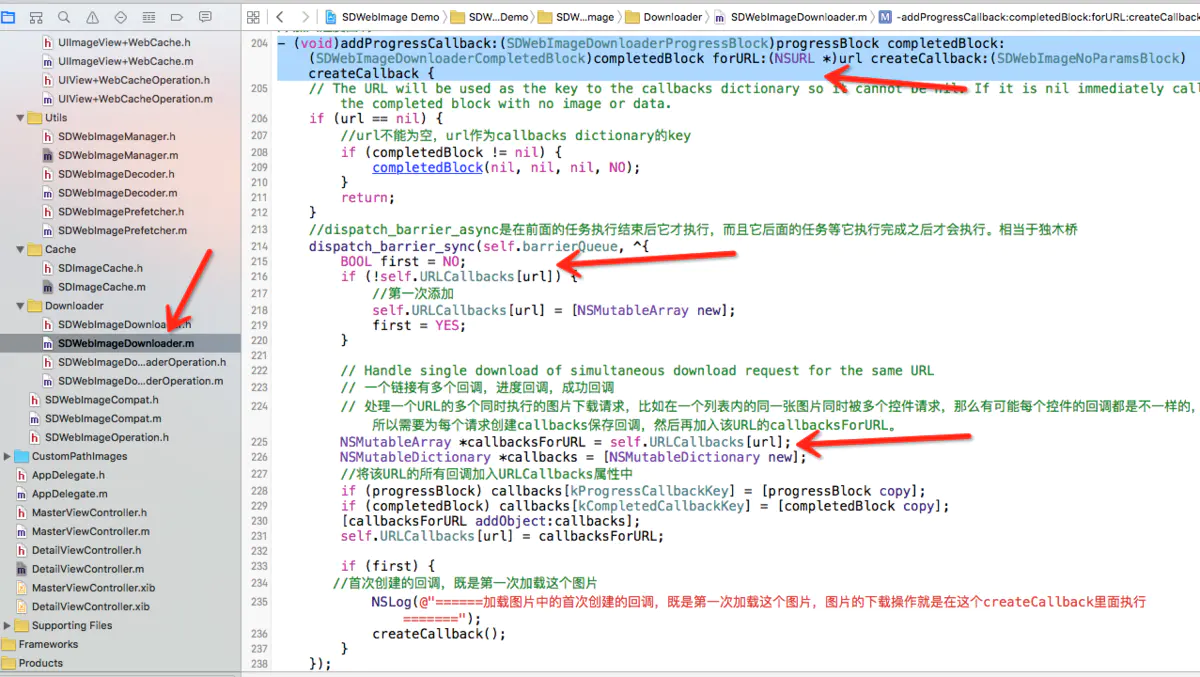 SDWebImage Demo
SDW...Demo
SDW...mage
Downloader
SDWebImageDownloader.m
-addProgressCallback:completedBlock:forURL:createCallback
UIImageView+WebCache.h
UIImageView+WebCache.m
UIView+WebCacheOperation.h
UIView+WebCacheOperation.m
Utils
SDWebImageManager.h
SDWebImageManager.m
SDWebImageDecoder.h
SDWebImageDecoder.m
SDWebImagePrefetcher.h
SDWebImagePrefetcher.m
Cache
SDImageCache.h
SDImageCache.m
Downloader
SDWebImageDownloader.h
SDWebImageDownloader.m
SDWebImageDo...aderOperation.h
SDWebImageDo...derOperation.m
SDWebImageCompat.h
SDWebImageCompat.m
SDWebImageOperation.h
CustomPathImages
AppDelegate.h
AppDelegate.m
MasterViewController.h
MasterViewController.m
DetailViewController.h
DetailViewController.m
MasterViewController.xib
DetailViewController.xib
Supporting Files
Frameworks
Products
204 - (void)addProgressCallback:(SDWebImageDownloaderProgressBlock)progressBlock completedBlock:
(SDWebImageDownloaderCompletedBlock)completedBlock forURL:(NSURL *)url createCallback:(SDWebImageNoParamsBlock)
createCallback {
205 // The URL will be used as the key to the callbacks dictionary so it cannot be nil. If it is nil immediately call
the completed block with no image or data.
206 if (url == nil) {
207 //url不能为空，url作为callbacks dictionary的key
208 if (completedBlock != nil) {
209 completedBlock(nil, nil, nil, NO);
210 }
211 return;
212 }
213 //dispatch_barrier_async是在前面的任务执行结束后它才执行，而且它后面的任务等它执行完成之后才会执行。相当于独木桥
214 dispatch_barrier_sync(self.barrierQueue, ^{
215 BOOL first = NO;
216 if (!self.URLCallbacks[url]) {
217 //第一次添加
218 self.URLCallbacks[url] = [NSMutableArray new];
219 first = YES;
220 }
221
222 // Handle single download of simultaneous download request for the same URL
223 // 一个链接有多个回调，进度回调，成功回调
224 // 处理一个URL的多个同时执行的图片下载请求，比如在一个列表内的同一张图片同时被多个控件请求，那么有可能每个控件的回调都是不一样的，
所以需要为每个请求创建callbacks保存回调，然后再加入该URL的callbacksForURL。
225 NSMutableArray *callbacksForURL = self.URLCallbacks[url];
226 NSMutableDictionary *callbacks = [NSMutableDictionary new];
227 //将该URL的所有回调加入URLCallbacks属性中
228 if (progressBlock) callbacks[kProgressCallbackKey] = [progressBlock copy];
229 if (completedBlock) callbacks[kCompletedCallbackKey] = [completedBlock copy];
230 [callbacksForURL addObject:callbacks];
231 self.URLCallbacks[url] = callbacksForURL;
232
233 if (first) {
234 //首次创建的回调，既是第一次加载这个图片
235 NSLog(@"======加载图片中的首次创建的回调，既是第一次加载这个图片，图片的下载操作就是在这个createCallback里面执行
=======");
236 createCallback();
237 }
238 });